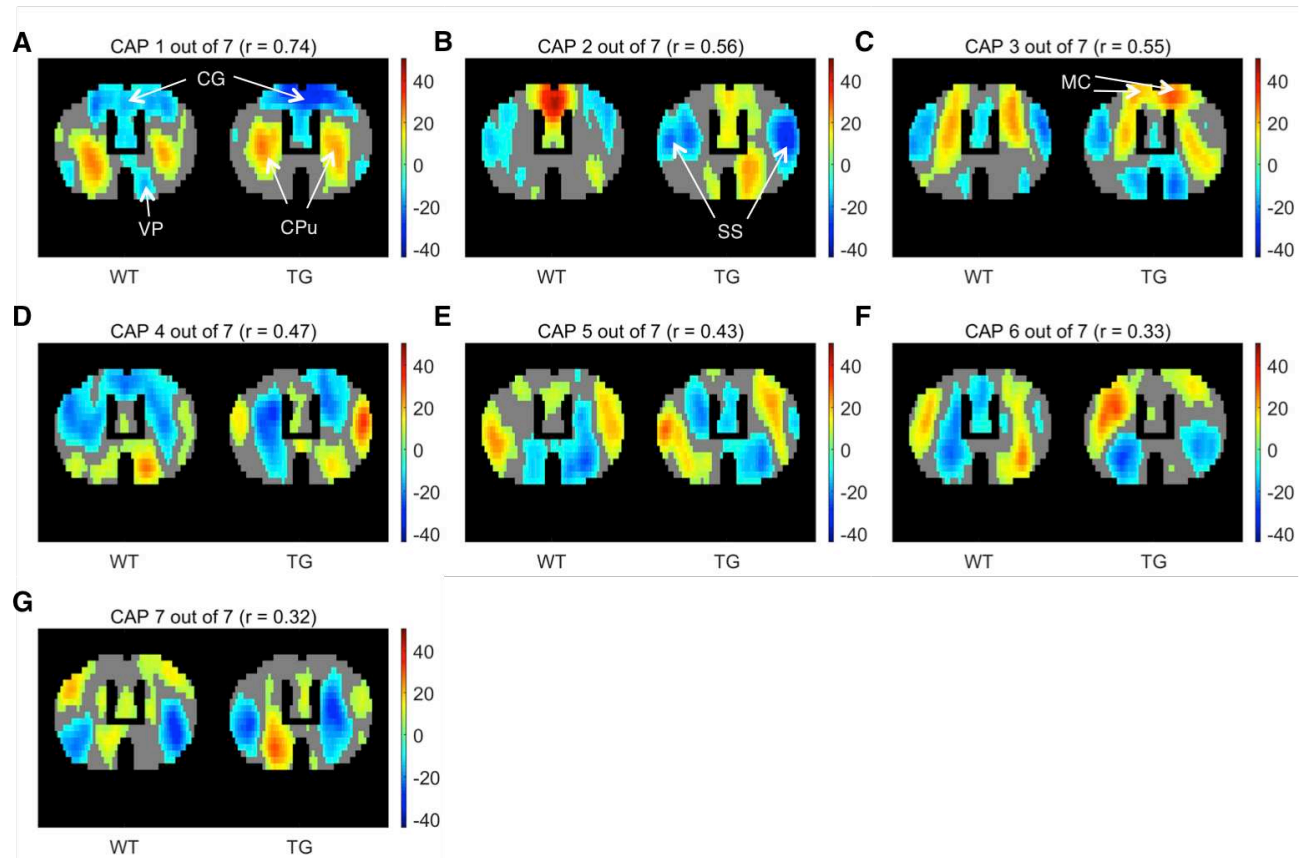 A
CAP 1 out of 7 (r = 0.74)
CG
VP
CPu
40
20
0
-20
-40
WT
TG
B
CAP 2 out of 7 (r = 0.56)
SS
40
20
0
-20
-40
WT
TG
C
CAP 3 out of 7 (r = 0.55)
MC
40
20
0
-20
-40
WT
TG
D
CAP 4 out of 7 (r = 0.47)
40
20
0
-20
-40
WT
TG
E
CAP 5 out of 7 (r = 0.43)
40
20
0
-20
-40
WT
TG
F
CAP 6 out of 7 (r = 0.33)
40
20
0
-20
-40
WT
TG
G
CAP 7 out of 7 (r = 0.32)
40
20
0
-20
-40
WT
TG